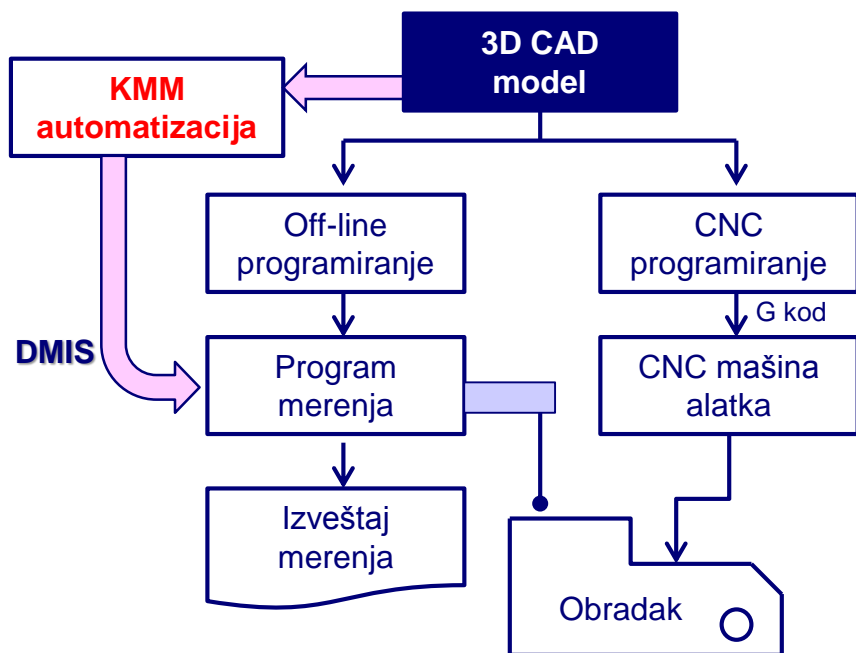 3D CAD
model
KMM
automatizacija
Off-line
programiranje
CNC
programiranje
G kod
DMIS
Program
merenja
CNC mašina
alatka
Izveštaj
merenja
Obradak